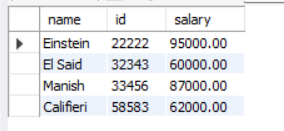 name id salary
Einstein 22222 95000.00
El Said 32343 60000.00
Manish 33456 87000.00
Califieri 58583 62000.00